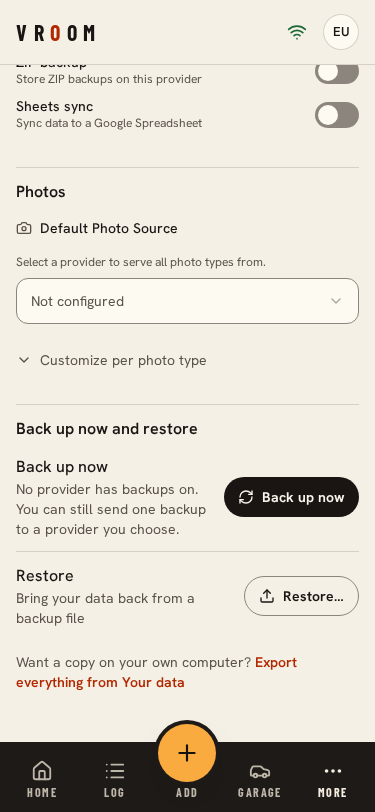 VROOM
EU
ZIP backup
Store ZIP backups on this provider
Sheets sync
Sync data to a Google Spreadsheet
Photos
Default Photo Source
Select a provider to serve all photo types from.
Not configured
Customize per photo type
Back up now and restore
Back up now
No provider has backups on.
You can still send one backup
to a provider you choose.
Back up now
Restore
Bring your data back from a
backup file
Restore...
Want a copy on your own computer? Export
everything from Your data
HOME
LOG
ADD
GARAGE
MORE